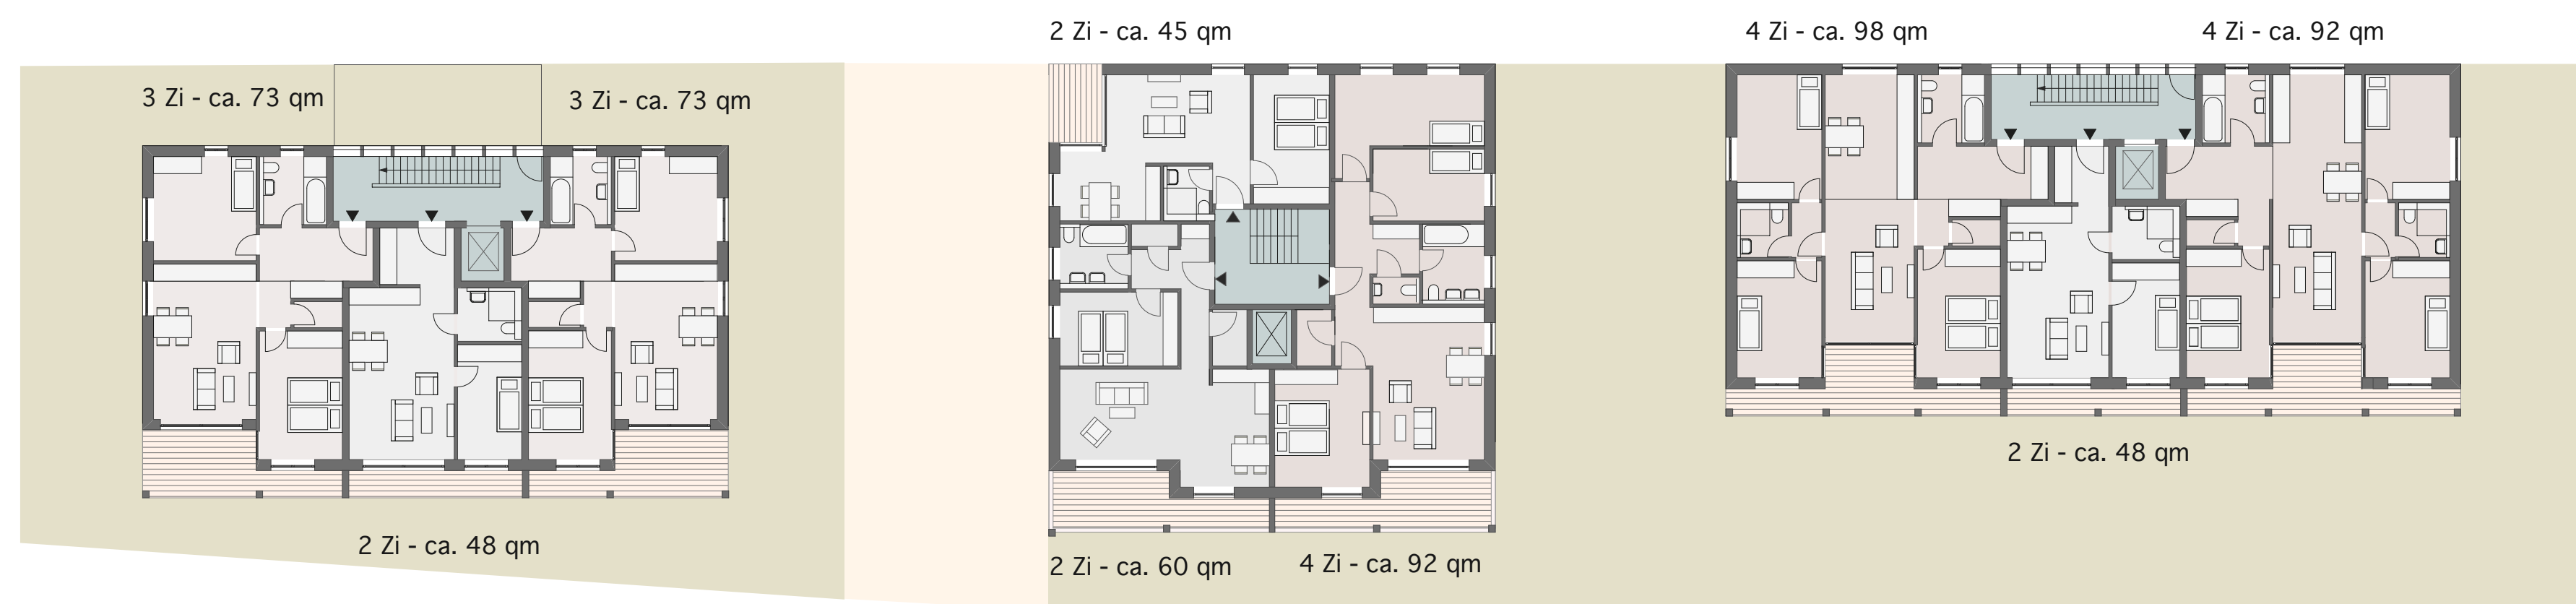 2 Zi - ca. 45 qm
4 Zi - ca. 98 qm
4 Zi - ca. 92 qm
3 Zi - ca. 73 qm
3 Zi - ca. 73 qm
2 Zi - ca. 48 qm
2 Zi - ca. 48 qm
2 Zi - ca. 60 qm
4 Zi - ca. 92 qm